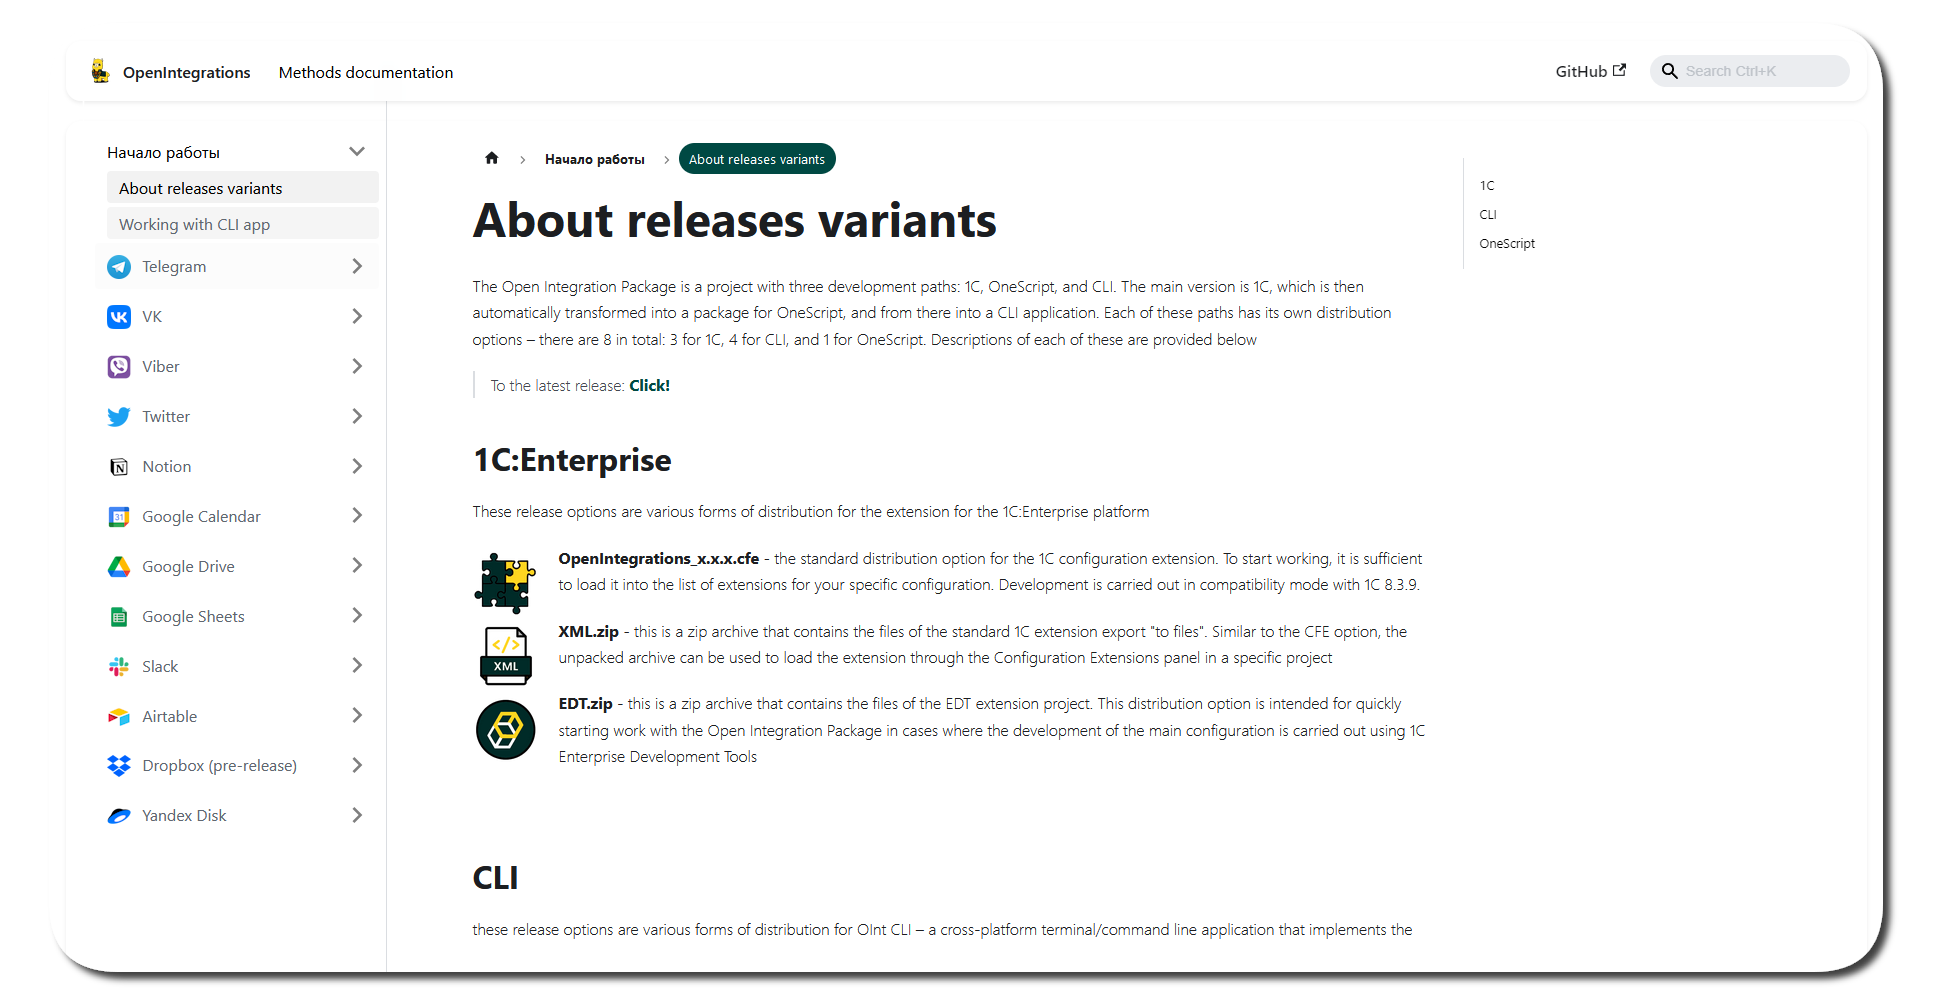 OpenIntegrations
Methods documentation
GitHub
Search Ctrl+K
Начало работы
About releases variants
Working with CLI app
Telegram
VK
Viber
Twitter
Notion
Google Calendar
Google Drive
Google Sheets
Slack
Airtable
Dropbox (pre-release)
Yandex Disk
Начало работы
About releases variants
About releases variants
The Open Integration Package is a project with three development paths: 1C, OneScript, and CLI. The main version is 1C, which is then
automatically transformed into a package for OneScript, and from there into a CLI application. Each of these paths has its own distribution
options – there are 8 in total: 3 for 1C, 4 for CLI, and 1 for OneScript. Descriptions of each of these are provided below
To the latest release: Click!
1C:Enterprise
These release options are various forms of distribution for the extension for the 1C:Enterprise platform
OpenIntegrations_x.x.x.cfe - the standard distribution option for the 1C configuration extension. To start working, it is sufficient
to load it into the list of extensions for your specific configuration. Development is carried out in compatibility mode with 1C 8.3.9.
XML
XML.zip - this is a zip archive that contains the files of the standard 1C extension export "to files". Similar to the CFE option, the
unpacked archive can be used to load the extension through the Configuration Extensions panel in a specific project
EDT.zip - this is a zip archive that contains the files of the EDT extension project. This distribution option is intended for quickly
starting work with the Open Integration Package in cases where the development of the main configuration is carried out using 1C
Enterprise Development Tools
CLI
these release options are various forms of distribution for OInt CLI – a cross-platform terminal/command line application that implements the
1C
CLI
OneScript